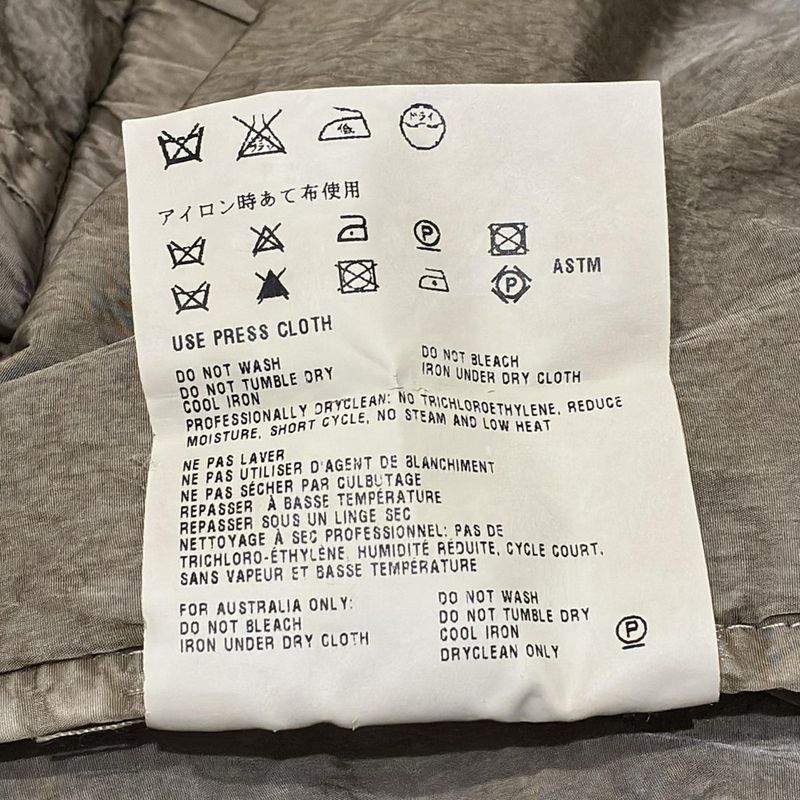 低
ドライ
アイロン時あて布使用
P
ASTM
P
USE PRESS CLOTH
DO NOT WASH
DO NOT TUMBLE DRY
COOL IRON
DO NOT BLEACH
IRON UNDER DRY CLOTH
PROFESSIONALLY DRYCLEAN: NO TRICHLOROETHYLENE, REDUCE
MOISTURE, SHORT CYCLE, NO STEAM AND LOW HEAT
NE PAS LAVER
NE PAS UTILISER D'AGENT DE BLANCHIMENT
NE PAS SÉCHER PAR CULBUTAGE
REPASSER À BASSE TEMPÉRATURE
REPASSER SOUS UN LINGE SEC
NETTOYAGE À SEC PROFESSIONNEL: PAS DE
TRICHLORO-ÉTHYLÈNE, HUMIDITÉ RÉDUITE, CYCLE COURT,
SANS VAPEUR ET BASSE TEMPÉRATURE
FOR AUSTRALIA ONLY:
DO NOT BLEACH
IRON UNDER DRY CLOTH
DO NOT WASH
DO NOT TUMBLE DRY
COOL IRON
DRYCLEAN ONLY
P